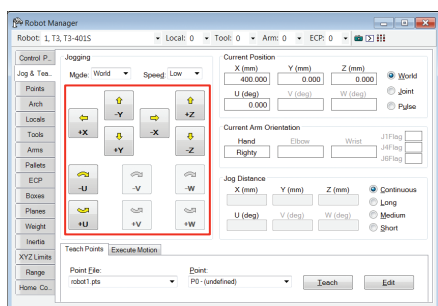 Robot Manager
Robot: 1, T3, T3-401S Local: 0 Tool: 0 Arm: 0 ECP: 0
Control P...
Jog & Tea...
Points
Arch
Locals
Tools
Arms
Pallets
ECP
Boxes
Planes
Weight
Inertia
XYZ Limits
Range
Home Co...
Jogging
Mode: World Speed: Low
+X -Y -X +Z
+Y -Z
-U -V -W
+U +V +W
Current Position
X (mm) Y (mm) Z (mm)
400.000 0.000 0.000
U (deg) V (deg) W (deg)
0.000
World
Joint
Pulse
Current Arm Orientation
Hand Elbow Wrist
Righty
J1Flag
J4Flag
J6Flag
Jog Distance
X (mm) Y (mm) Z (mm)
U (deg) V (deg) W (deg)
Continuous
Long
Medium
Short
Teach Points Execute Motion
Point File: Point:
robot1.pts P0 - (undefined) Teach Edit